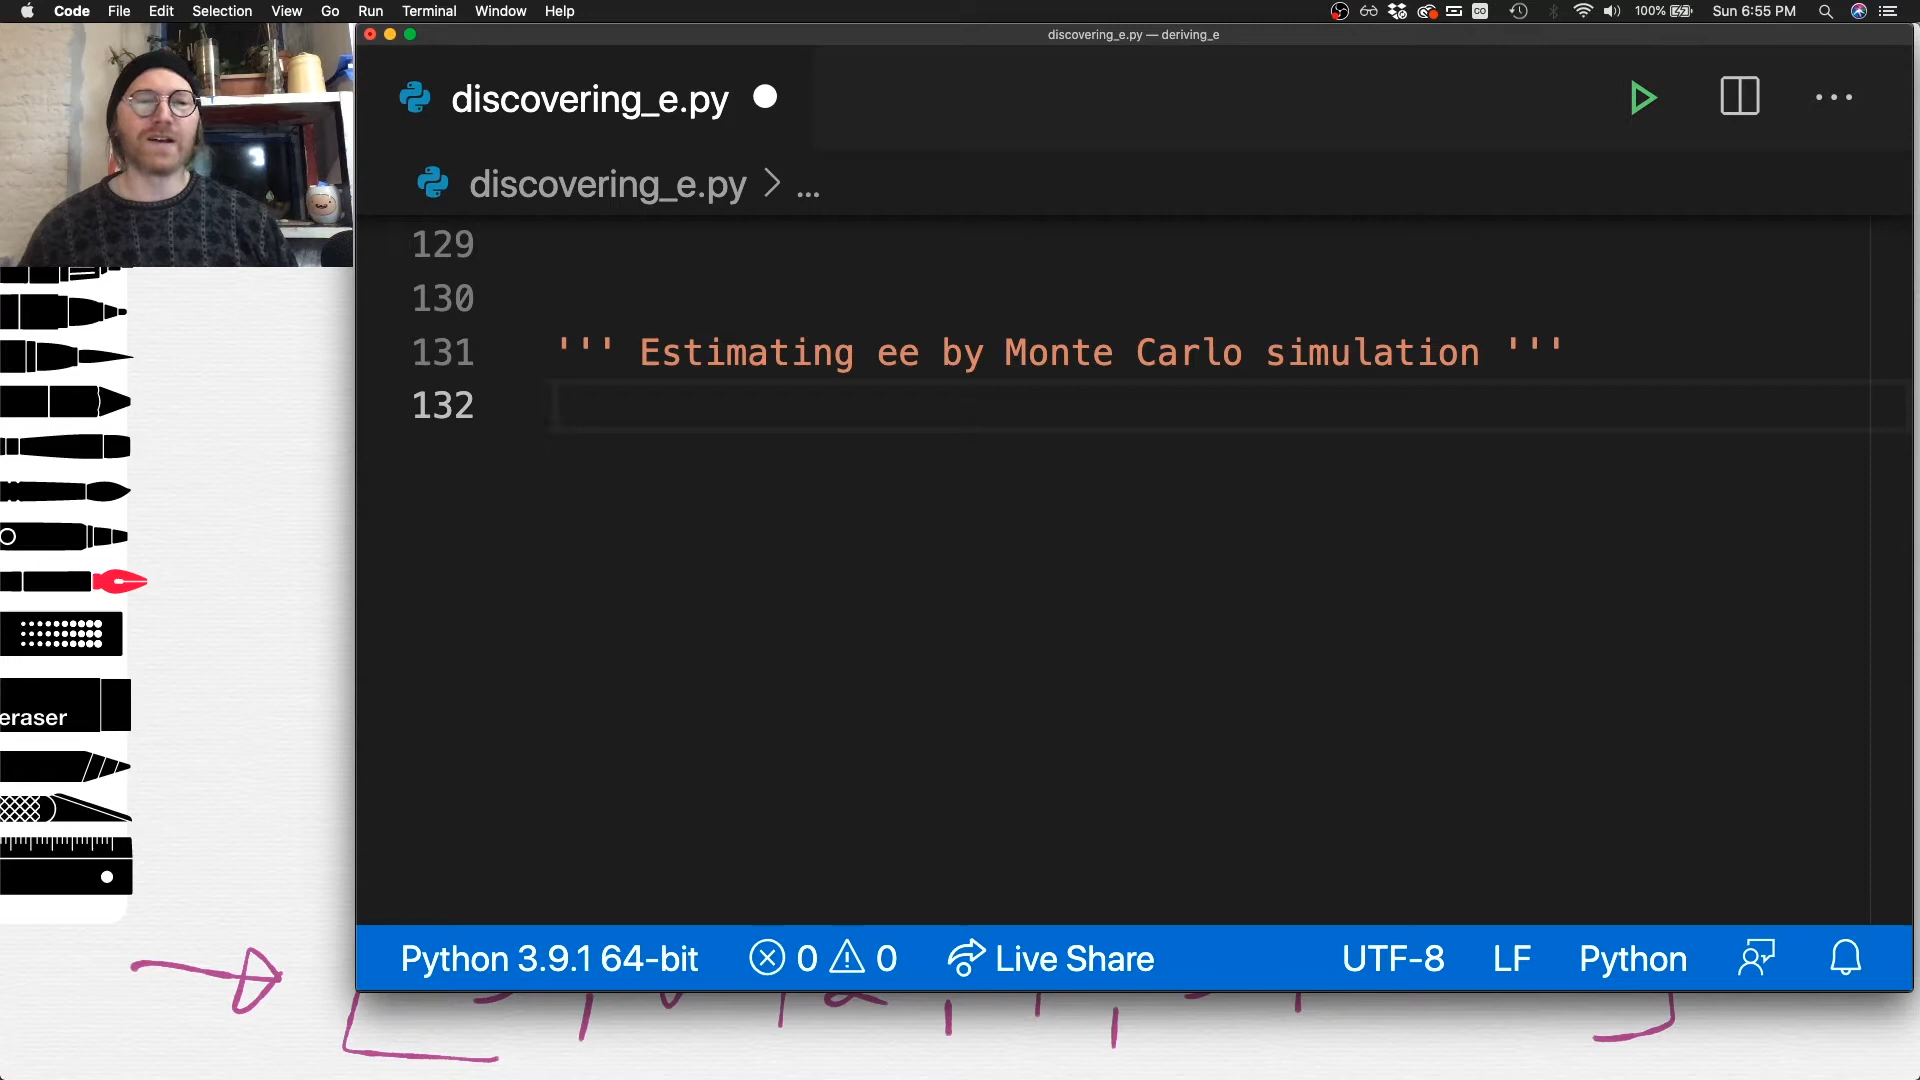 Code File Edit Selection View Go Run Terminal Window Help
100% Sun 6:55 PM
discovering_e.py — deriving_e
discovering_e.py
discovering_e.py > ...
129
130
131 ''' Estimating ee by Monte Carlo simulation '''
132
eraser
Python 3.9.1 64-bit 0 0 Live Share UTF-8 LF Python